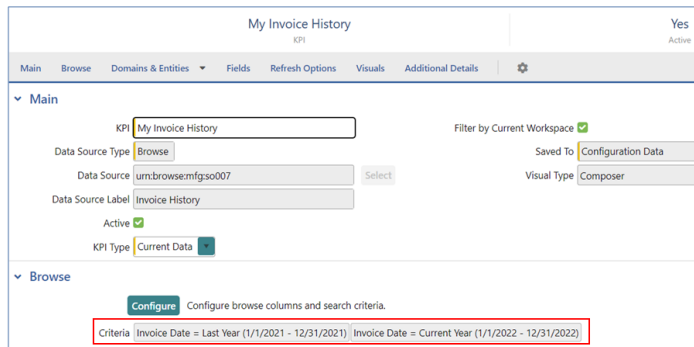 My Invoice History
KPI
Yes
Active
Main Browse Domains & Entities Fields Refresh Options Visuals Additional Details
Main
KPI My Invoice History
Filter by Current Workspace
Data Source Type Browse
Saved To Configuration Data
Data Source urn:browse:mfg:so007 Select
Visual Type Composer
Data Source Label Invoice History
Active
KPI Type Current Data
Browse
Configure Configure browse columns and search criteria.
Criteria Invoice Date = Last Year (1/1/2021 - 12/31/2021) Invoice Date = Current Year (1/1/2022 - 12/31/2022)